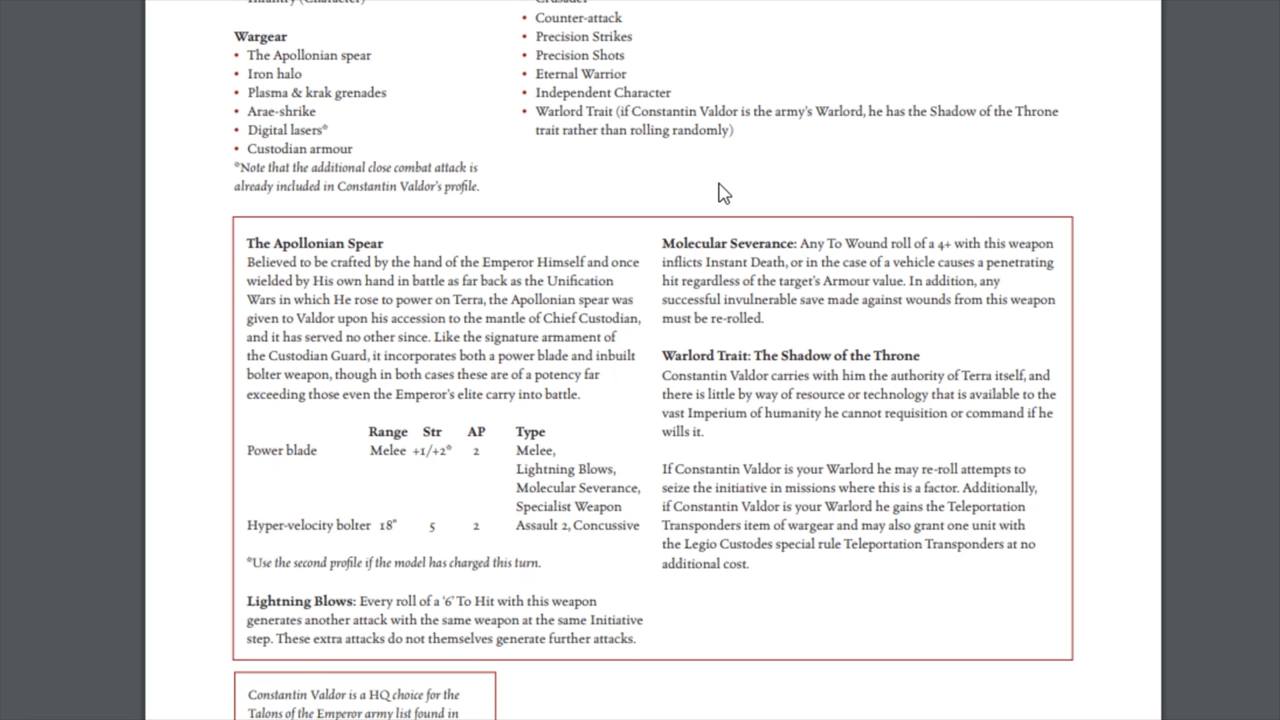 Infantry (Character)
Wargear
• The Apollonian spear
• Iron halo
• Plasma & krak grenades
• Arae-shrike
• Digital lasers*
• Custodian armour
*Note that the additional close combat attack is
already included in Constantin Valdor's profile.
Crusader
• Counter-attack
• Precision Strikes
• Precision Shots
• Eternal Warrior
• Independent Character
• Warlord Trait (if Constantin Valdor is the army's Warlord, he has the Shadow of the Throne
trait rather than rolling randomly)
The Apollonian Spear
Believed to be crafted by the hand of the Emperor Himself and once
wielded by His own hand in battle as far back as the Unification
Wars in which He rose to power on Terra, the Apollonian spear was
given to Valdor upon his accession to the mantle of Chief Custodian,
and it has served no other since. Like the signature armament of
the Custodian Guard, it incorporates both a power blade and inbuilt
bolter weapon, though in both cases these are of a potency far
exceeding those even the Emperor's elite carry into battle.
Range Str AP Type
Power blade Melee +1/+2* 2 Melee,
Lightning Blows,
Molecular Severance,
Specialist Weapon
Hyper-velocity bolter 18" 5 2 Assault 2, Concussive
*Use the second profile if the model has charged this turn.
Lightning Blows: Every roll of a '6' To Hit with this weapon
generates another attack with the same weapon at the same Initiative
step. These extra attacks do not themselves generate further attacks.
Molecular Severance: Any To Wound roll of a 4+ with this weapon
inflicts Instant Death, or in the case of a vehicle causes a penetrating
hit regardless of the target's Armour value. In addition, any
successful invulnerable save made against wounds from this weapon
must be re-rolled.
Warlord Trait: The Shadow of the Throne
Constantin Valdor carries with him the authority of Terra itself, and
there is little by way of resource or technology that is available to the
vast Imperium of humanity he cannot requisition or command if he
wills it.
If Constantin Valdor is your Warlord he may re-roll attempts to
seize the initiative in missions where this is a factor. Additionally,
if Constantin Valdor is your Warlord he gains the Teleportation
Transponders item of wargear and may also grant one unit with
the Legio Custodes special rule Teleportation Transponders at no
additional cost.
Constantin Valdor is a HQ choice for the
Talons of the Emperor army list found in